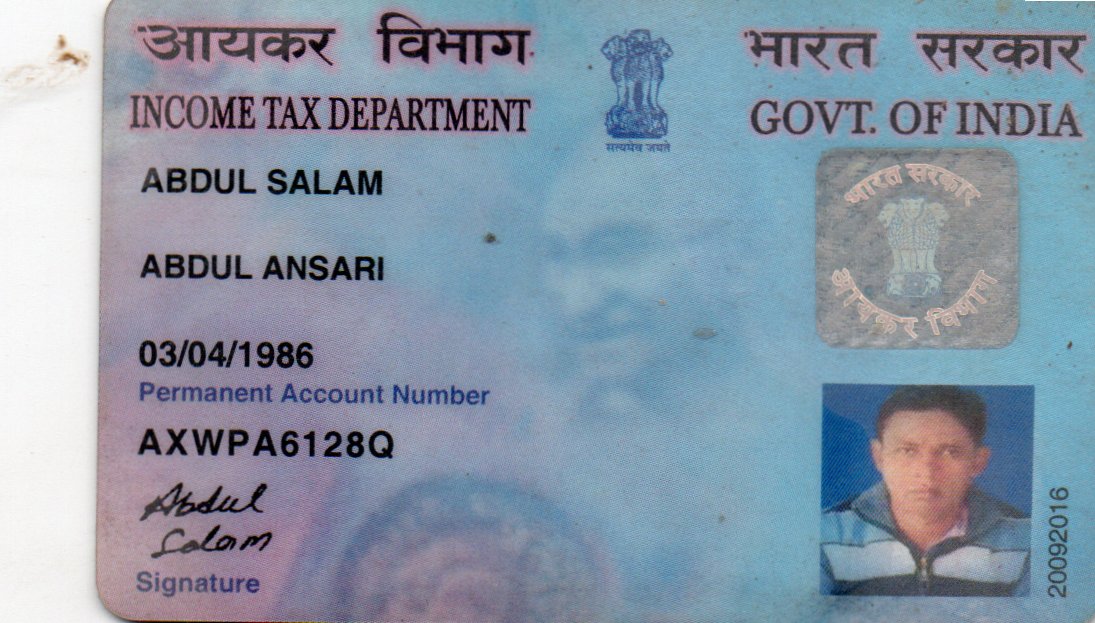 आयकर विभाग
INCOME TAX DEPARTMENT
सत्यमेव जयते
भारत सरकार
GOVT. OF INDIA
ABDUL SALAM
ABDUL ANSARI
03/04/1986
Permanent Account Number
AXWPA6128Q
Abdul
Salam
Signature
भारत सरकार
आयकर विभाग
20092016